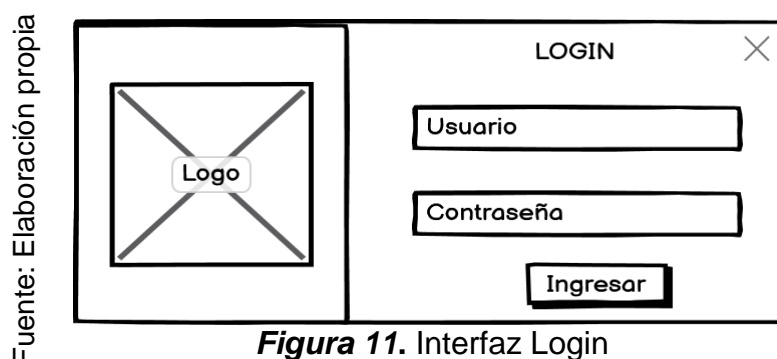 Fuente: Elaboración propia
LOGIN
Usuario
Logo
Contraseña
Ingresar
Figura 11. Interfaz Login